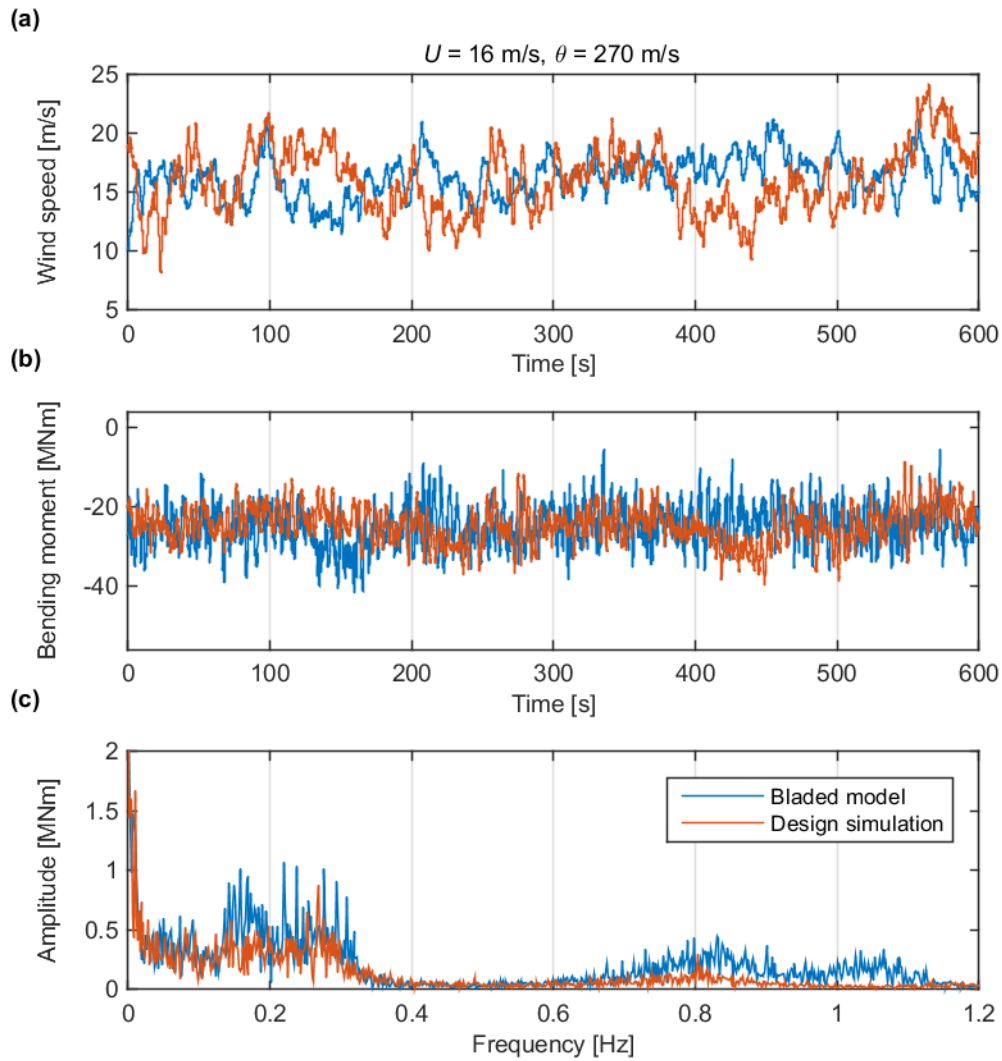 (a)
U = 16 m/s, θ = 270 m/s
Wind speed [m/s]
25
20
15
10
5
0 100 200 300 400 500 600
Time [s]
(b)
Bending moment [MNm]
0
-20
-40
0 100 200 300 400 500 600
Time [s]
(c)
Amplitude [MNm]
2
1.5
1
0.5
0
Bladed model
Design simulation
0 0.2 0.4 0.6 0.8 1 1.2
Frequency [Hz]